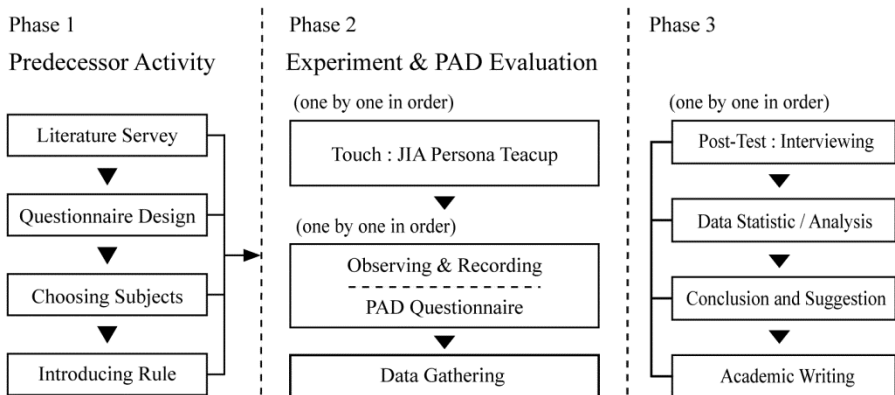 Phase 1
Predecessor Activity
Literature Servey
Questionnaire Design
Choosing Subjects
Introducing Rule
Phase 2
Experiment & PAD Evaluation
(one by one in order)
Touch : JIA Persona Teacup
(one by one in order)
Observing & Recording
PAD Questionnaire
Data Gathering
Phase 3
(one by one in order)
Post-Test : Interviewing
Data Statistic / Analysis
Conclusion and Suggestion
Academic Writing